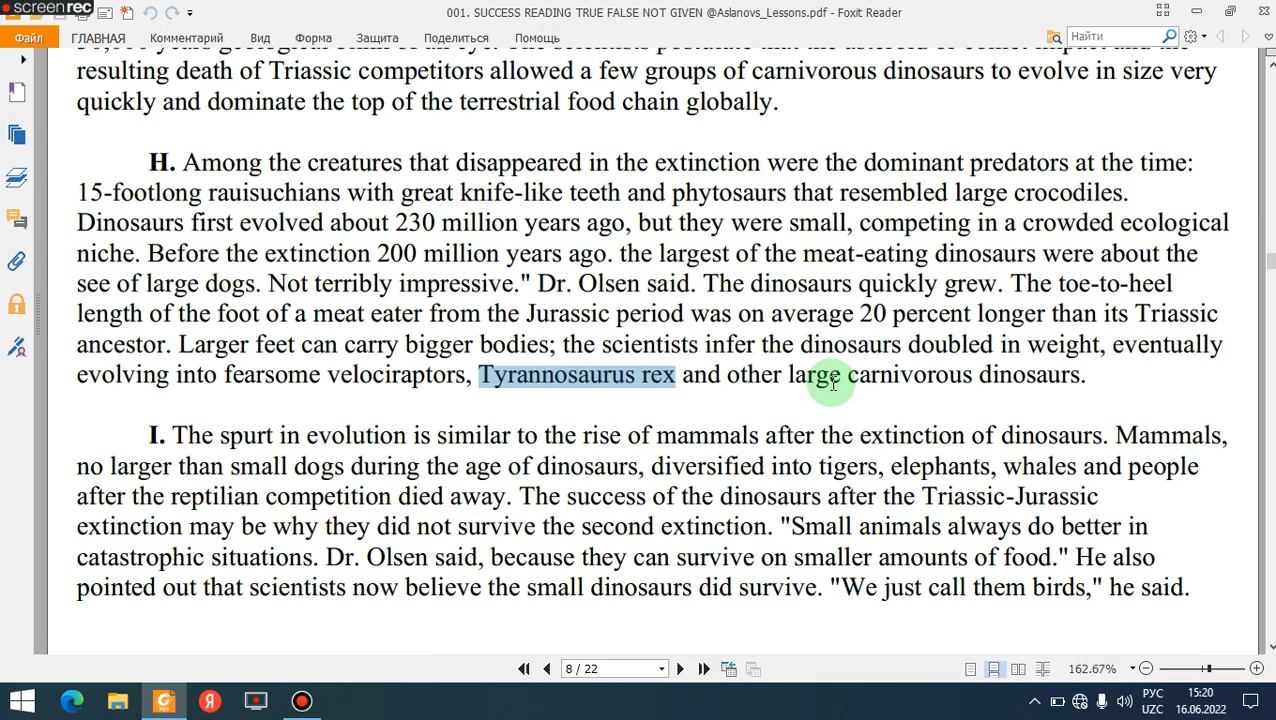 screenrec
001. SUCCESS READING TRUE FALSE NOT GIVEN @Aslanovs_Lessons.pdf - Foxit Reader
Файл ГЛАВНАЯ Комментарий Вид Форма Защита Поделиться Помощь Найти
resulting death of Triassic competitors allowed a few groups of carnivorous dinosaurs to evolve in size very
quickly and dominate the top of the terrestrial food chain globally.
H. Among the creatures that disappeared in the extinction were the dominant predators at the time:
15-footlong rauisuchians with great knife-like teeth and phytosaurs that resembled large crocodiles.
Dinosaurs first evolved about 230 million years ago, but they were small, competing in a crowded ecological
niche. Before the extinction 200 million years ago. the largest of the meat-eating dinosaurs were about the
see of large dogs. Not terribly impressive." Dr. Olsen said. The dinosaurs quickly grew. The toe-to-heel
length of the foot of a meat eater from the Jurassic period was on average 20 percent longer than its Triassic
ancestor. Larger feet can carry bigger bodies; the scientists infer the dinosaurs doubled in weight, eventually
evolving into fearsome velociraptors, Tyrannosaurus rex and other large carnivorous dinosaurs.
I. The spurt in evolution is similar to the rise of mammals after the extinction of dinosaurs. Mammals,
no larger than small dogs during the age of dinosaurs, diversified into tigers, elephants, whales and people
after the reptilian competition died away. The success of the dinosaurs after the Triassic-Jurassic
extinction may be why they did not survive the second extinction. "Small animals always do better in
catastrophic situations. Dr. Olsen said, because they can survive on smaller amounts of food." He also
pointed out that scientists now believe the small dinosaurs did survive. "We just call them birds," he said.
8 / 22 162.67%
РУС 15:20
UZC 16.06.2022